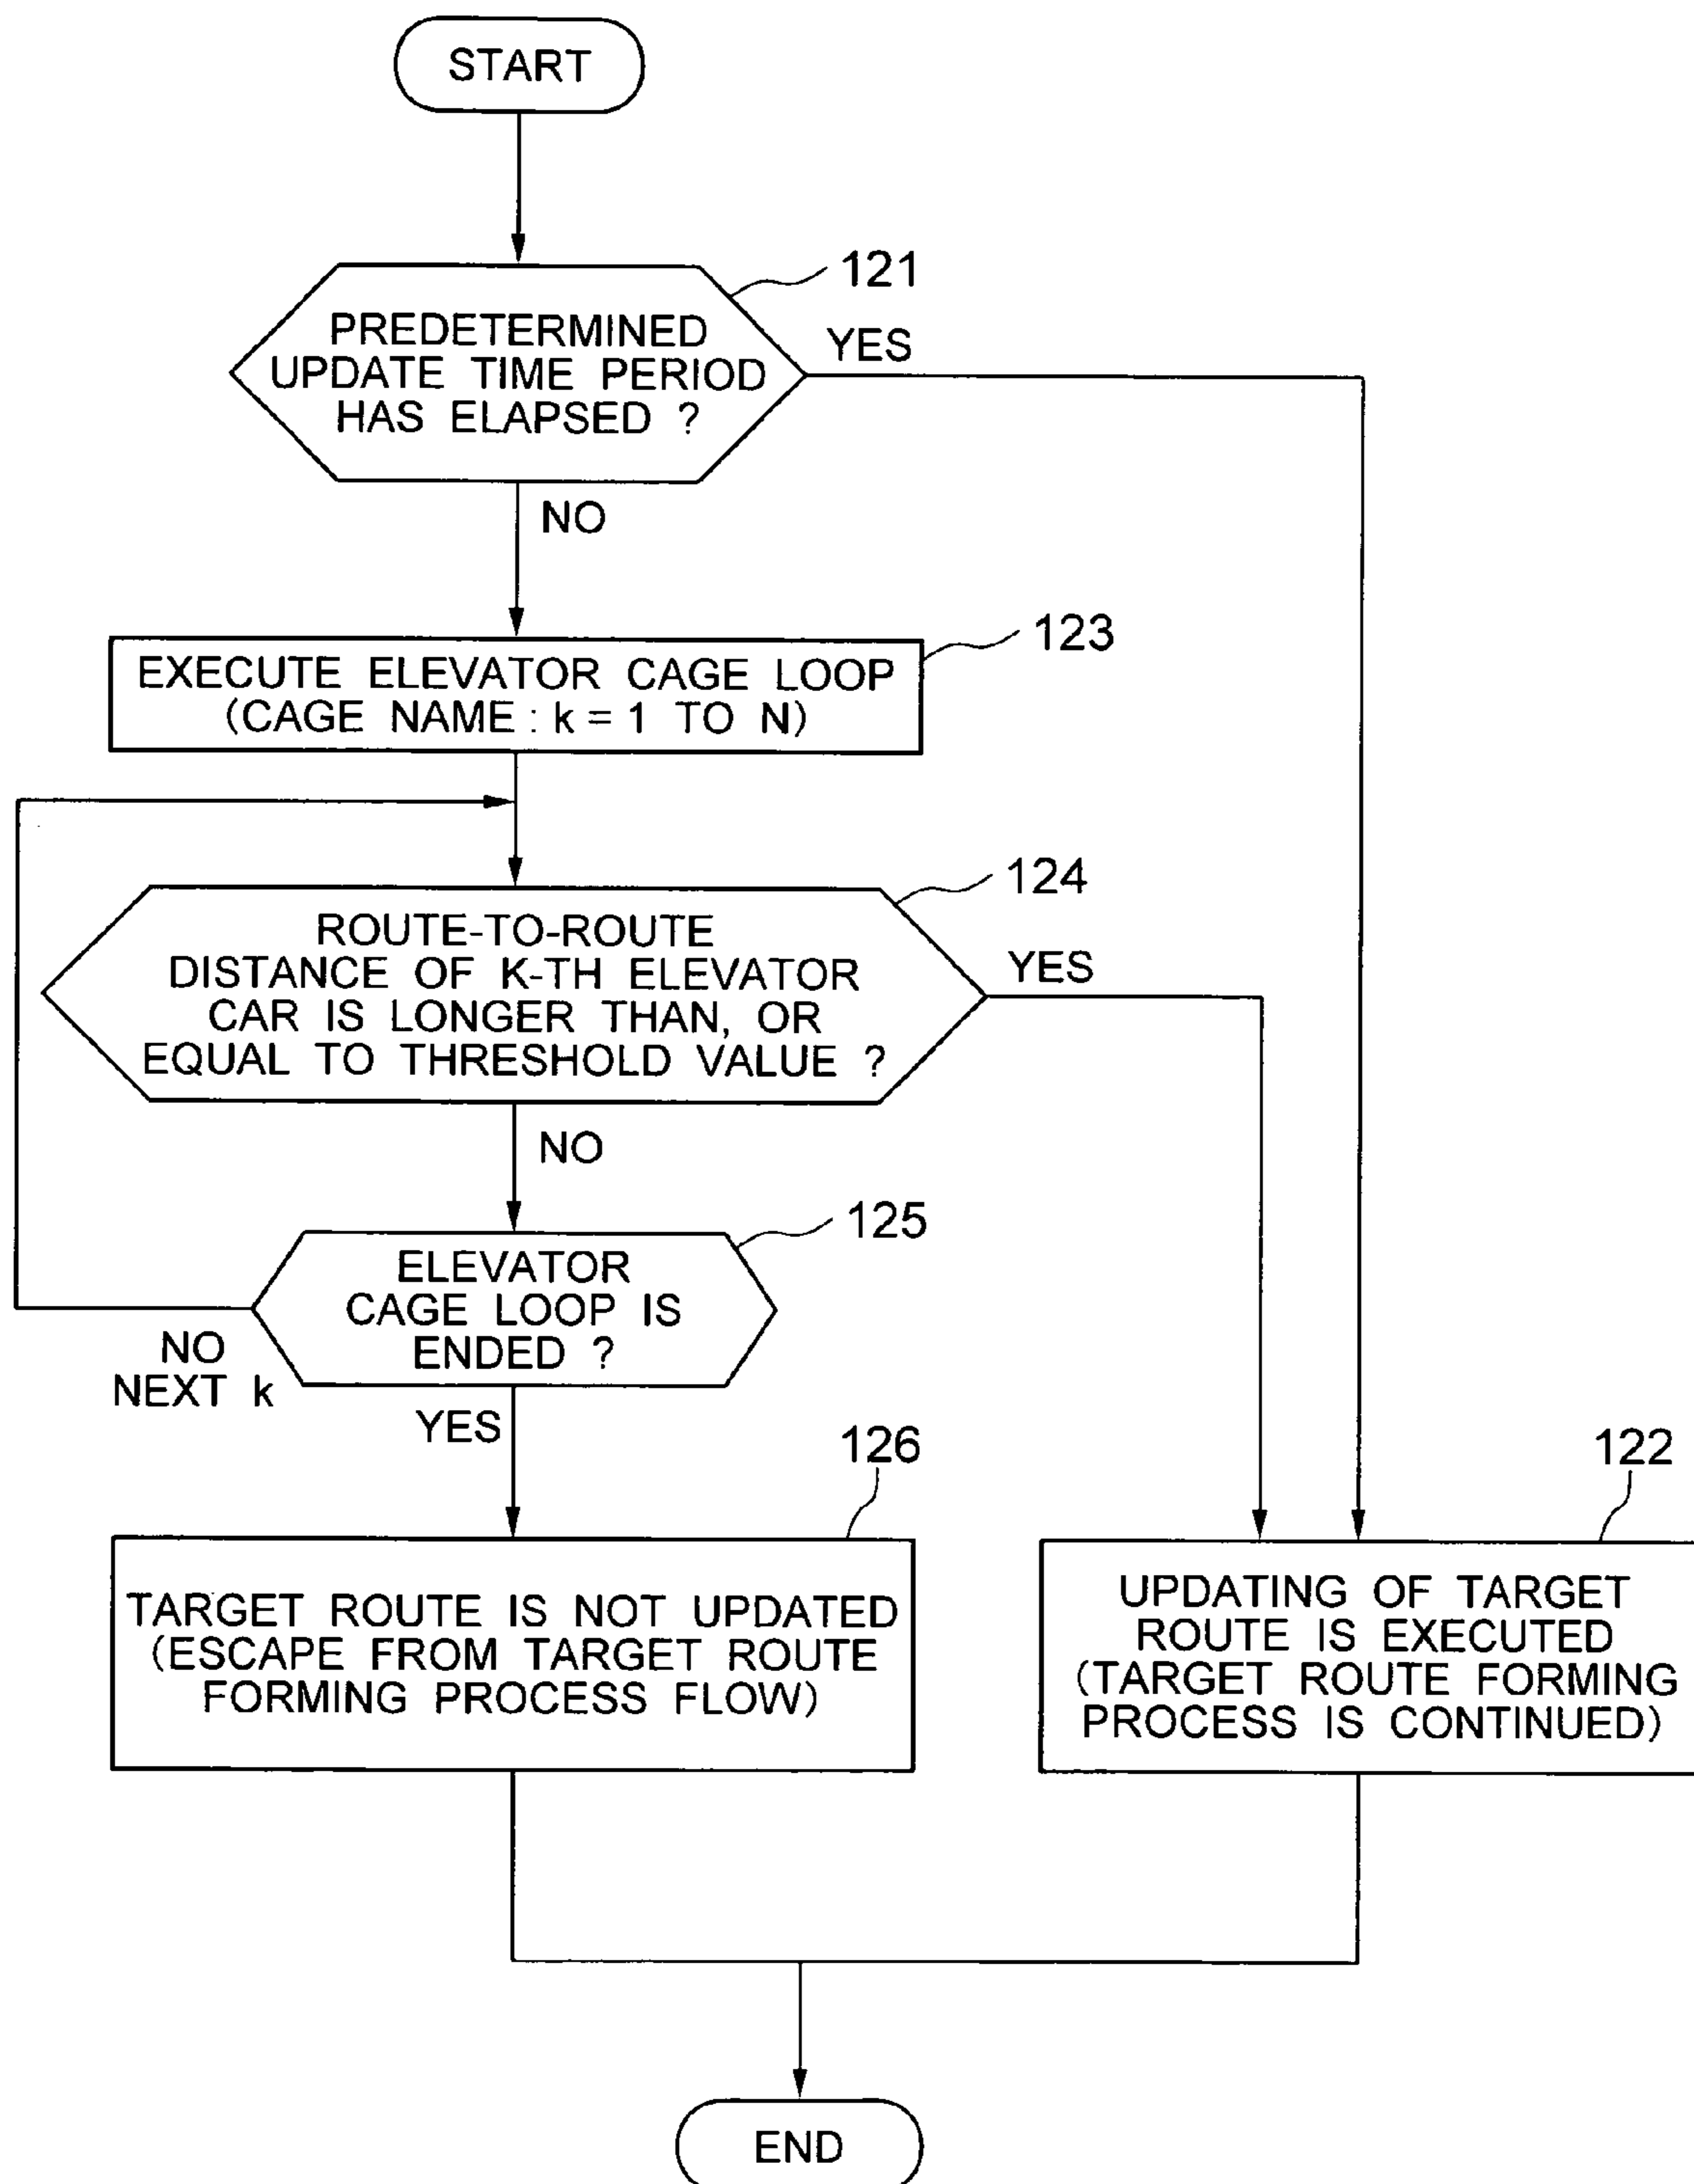 START
121
PREDETERMINED
UPDATE TIME PERIOD
HAS ELAPSED ?
YES
NO
123
EXECUTE ELEVATOR CAGE LOOP
(CAGE NAME : k = 1 TO N)
124
ROUTE-TO-ROUTE
DISTANCE OF K-TH ELEVATOR
CAR IS LONGER THAN, OR
EQUAL TO THRESHOLD VALUE ?
YES
NO
125
ELEVATOR
CAGE LOOP IS
ENDED ?
NO
NEXT k
YES
126
TARGET ROUTE IS NOT UPDATED
(ESCAPE FROM TARGET ROUTE
FORMING PROCESS FLOW)
122
UPDATING OF TARGET
ROUTE IS EXECUTED
(TARGET ROUTE FORMING
PROCESS IS CONTINUED)
END